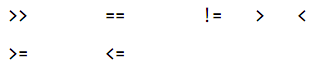 >> == != > <
>= <=